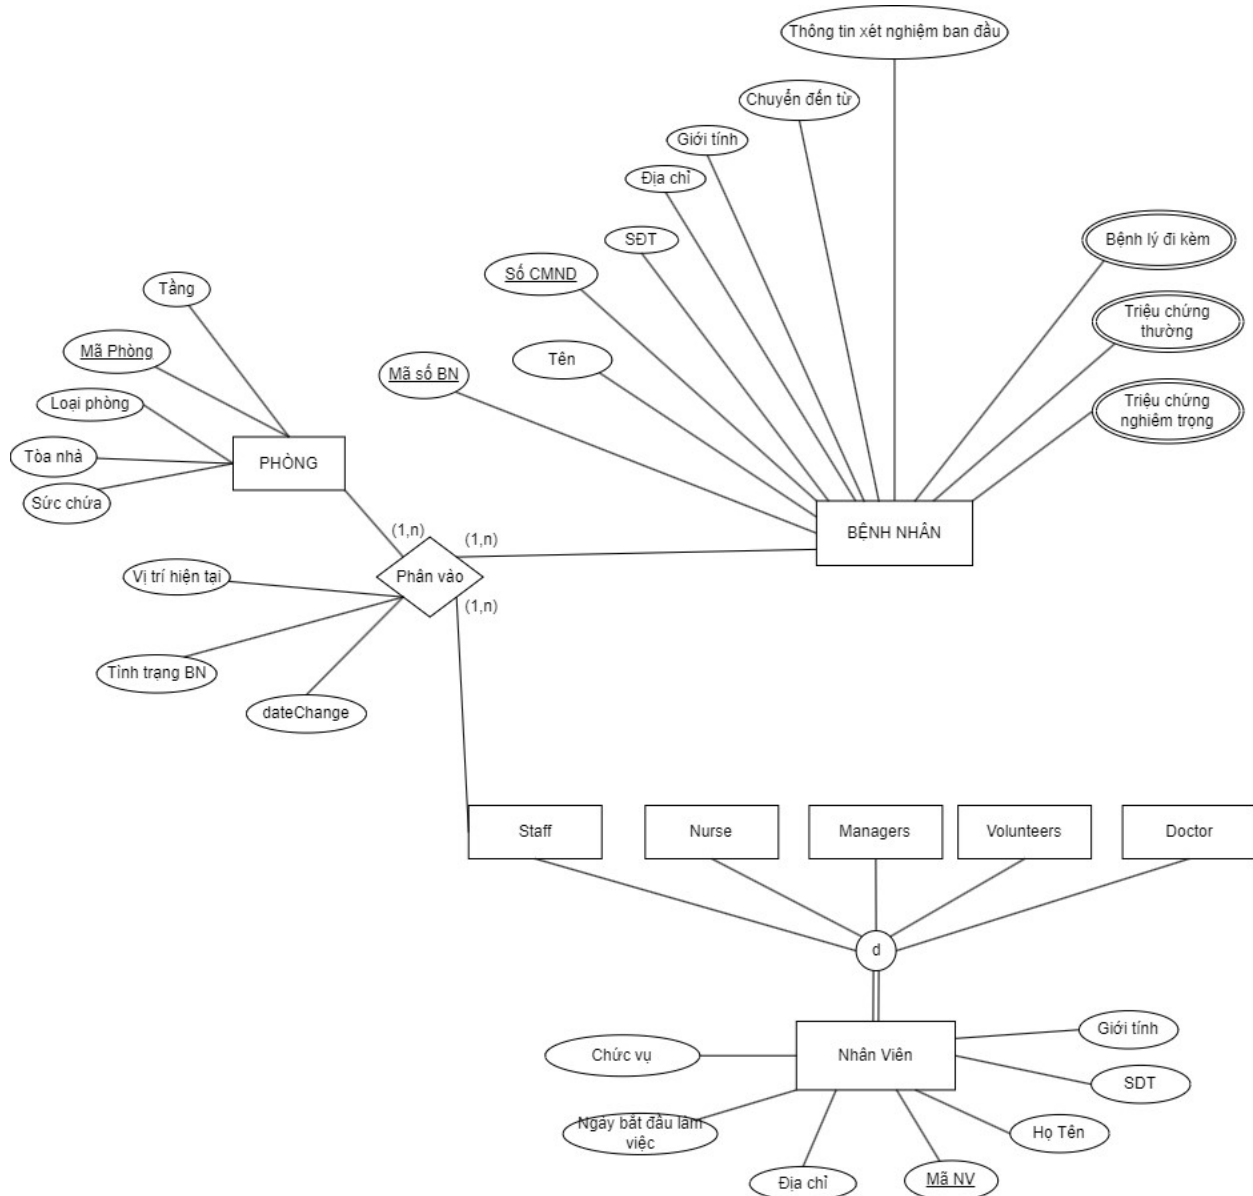 Thông tin xét nghiệm ban đầu
Chuyển đến từ
Giới tính
Địa chỉ
SĐT
Số CMND
Tên
Mã số BN
Bệnh lý đi kèm
Triệu chứng
thường
Triệu chứng
nghiêm trọng
BỆNH NHÂN
Tầng
Mã Phòng
Loại phòng
Tòa nhà
Sức chứa
PHÒNG
(1,n)
(1,n)
Phân vào
(1,n)
Vị trí hiện tại
Tình trạng BN
dateChange
Staff
Nurse
Managers
Volunteers
Doctor
d
Nhân Viên
Chức vụ
Ngày bắt đầu làm
việc
Địa chỉ
Mã NV
Họ Tên
SDT
Giới tính